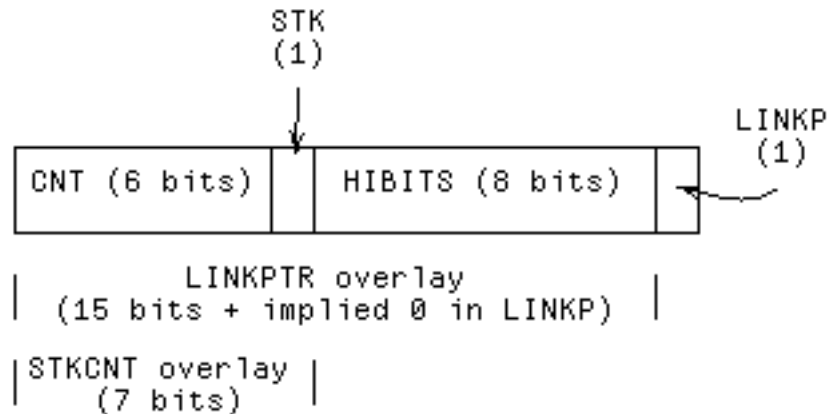 STK
(1)
LINKP
(1)
CNT (6 bits)
HIBITS (8 bits)
LINKPTR overlay
(15 bits + implied 0 in LINKP)
STKCNT overlay
(7 bits)